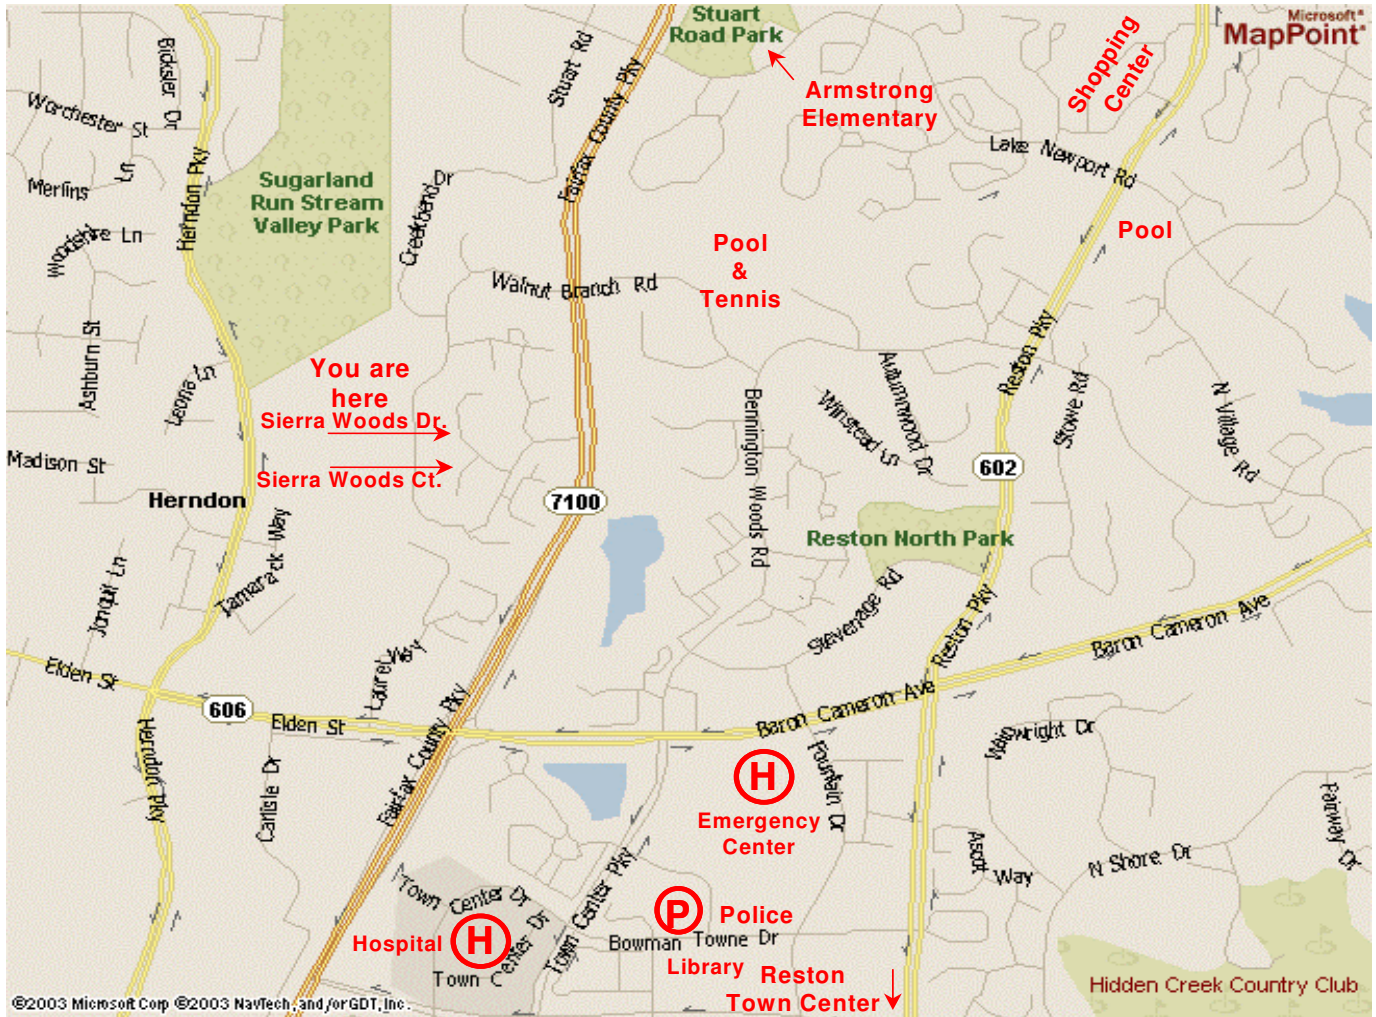 Stuart
Road Park
Microsoft®
MapPoint®
Shopping
Center
Bicksler Dr
Stuart Rd
Fairfax County Pky
Armstrong
Elementary
Worchester St
Ln
Merlins
Herndon Pky
Lake Newport Rd
Sugarland
Run Stream
Valley Park
Creekbend Dr
Woodshire Ln
Pool
Pool
&
Tennis
Walnut Branch Rd
Reston Pky
Ashburn St
Leona Ln
You are
here
Sierra Woods Dr.
Sierra Woods Ct.
Bennington Woods Rd
Autumnwood Dr
Winstead Ln
Stowe Rd
N Village Rd
Madison St
602
Herndon
7100
Reston North Park
Tamarack Way
Jonquil Ln
Stevenage Rd
Reston Pky
Baron Cameron Ave
Elden St
Laurel Way
606
Elden St
Fairfax County Pky
Baron Cameron Ave
Herndon Pky
Carlisle Dr
Wainwright Dr
Fountain Dr
H
Emergency
Center
Fairway Dr
Ascot Way
N Shore Dr
Town Center Pky
Town Center Dr
Hospital
H
Town Center Dr
P
Police
Bowman Towne Dr
Library
Reston
Town Center
Hidden Creek Country Club
©2003 Microsoft Corp ©2003 NavTech, and/or GDT, Inc.